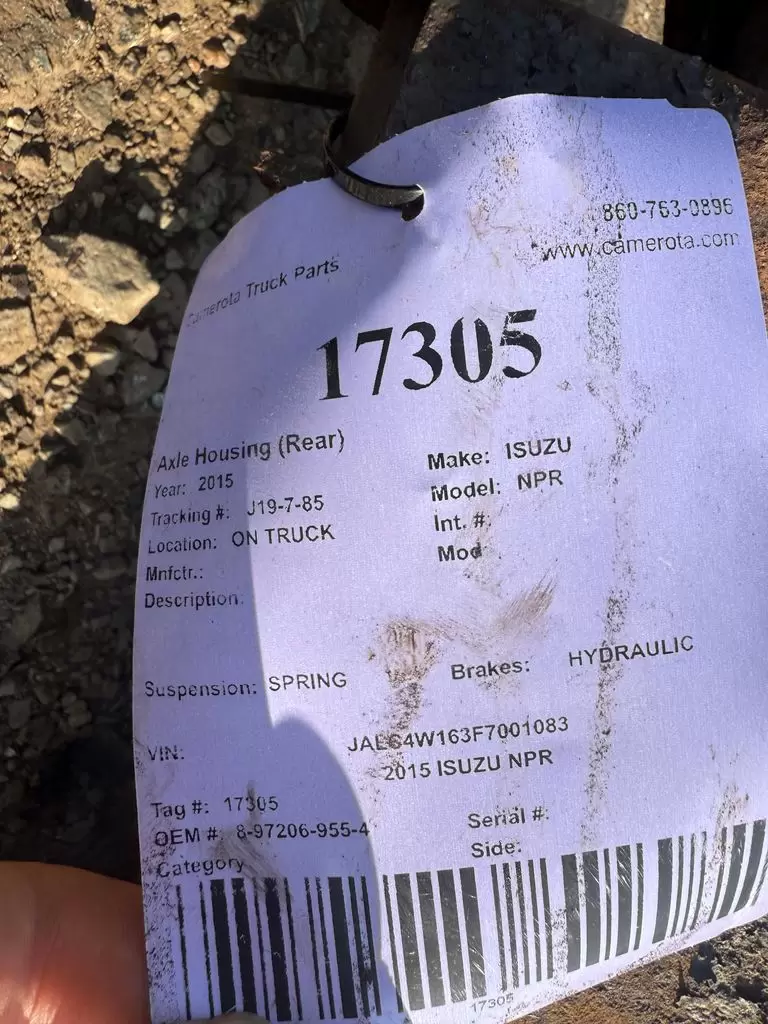 860-763-0896
www.camerota.com
Camerota Truck Parts
17305
Axle Housing (Rear)
Year: 2015
Tracking #: J19-7-85
Location: ON TRUCK
Mnfctr.:
Description:
Make: ISUZU
Model: NPR
Int. #:
Mod
Suspension: SPRING
Brakes: HYDRAULIC
VIN:
2015 ISUZU NPR
Tag #: 17305
OEM #: 8-97206-955-4
Category
Serial #:
Side:
17305